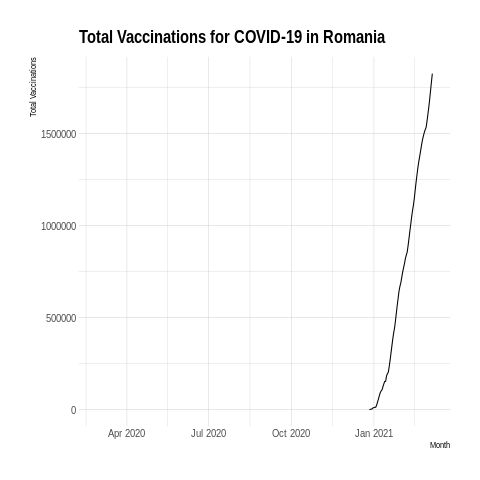 Total Vaccinations for COVID-19 in Romania
Total Vaccinations
1500000
1000000
500000
0
Apr 2020
Jul 2020
Oct 2020
Jan 2021
Month